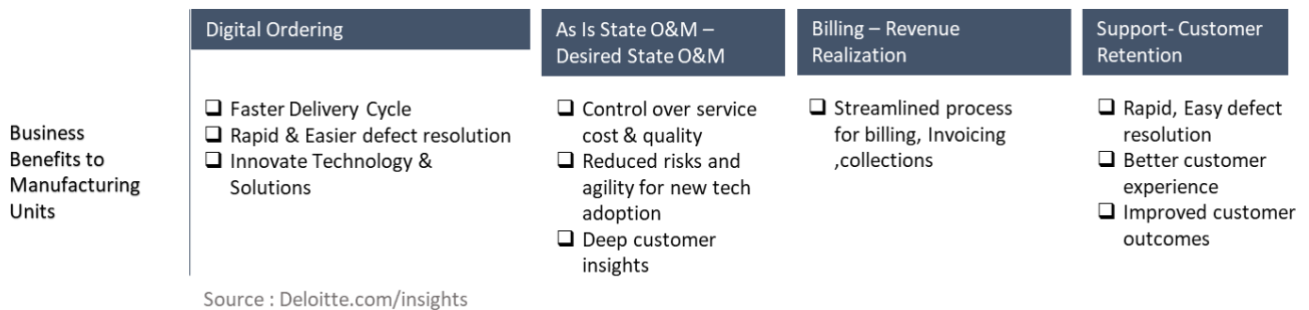 Digital Ordering
As Is State O&M –
Desired State O&M
Billing – Revenue
Realization
Support- Customer
Retention
Business
Benefits to
Manufacturing
Units
❑ Faster Delivery Cycle
❑ Rapid & Easier defect resolution
❑ Innovate Technology &
Solutions
❑ Control over service
cost & quality
❑ Reduced risks and
agility for new tech
adoption
❑ Deep customer
insights
❑ Streamlined process
for billing, Invoicing
,collections
❑ Rapid, Easy defect
resolution
❑ Better customer
experience
❑ Improved customer
outcomes
Source : Deloitte.com/insights